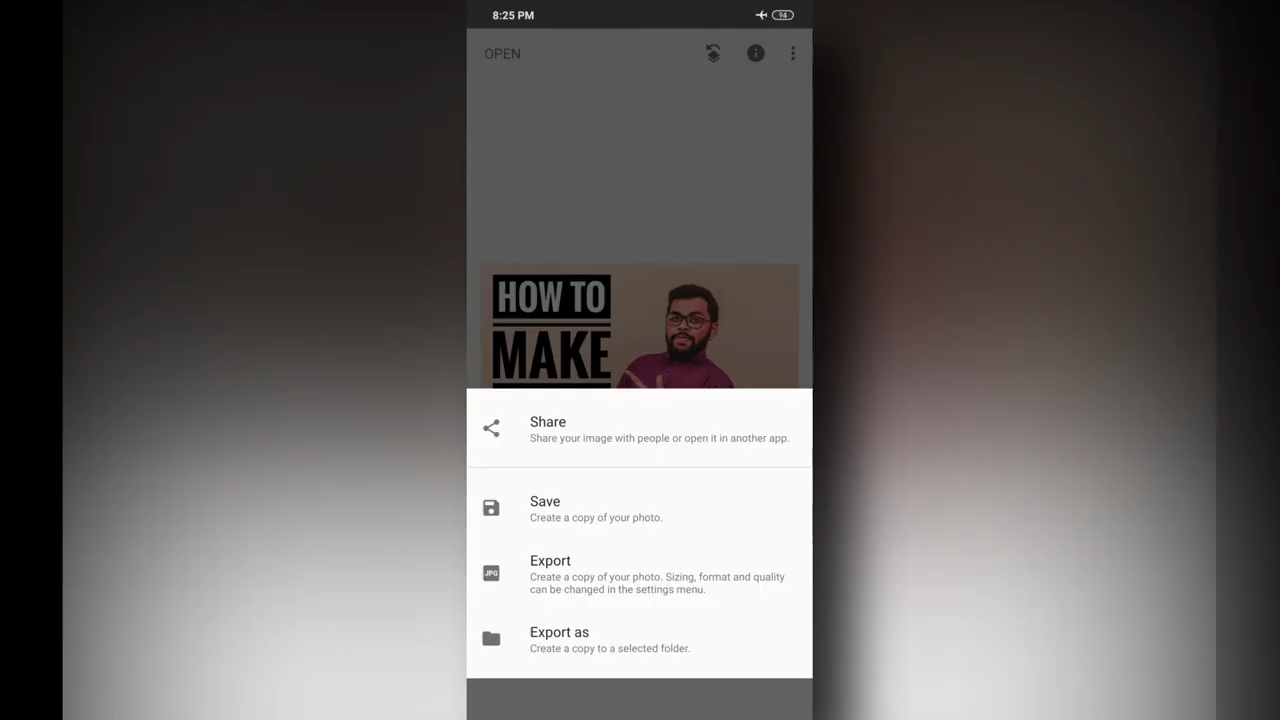 8:25 PM
94
OPEN
HOW TO
MAKE
Share
Share your image with people or open it in another app.
Save
Create a copy of your photo.
JPG
Export
Create a copy of your photo. Sizing, format and quality
can be changed in the settings menu.
Export as
Create a copy to a selected folder.